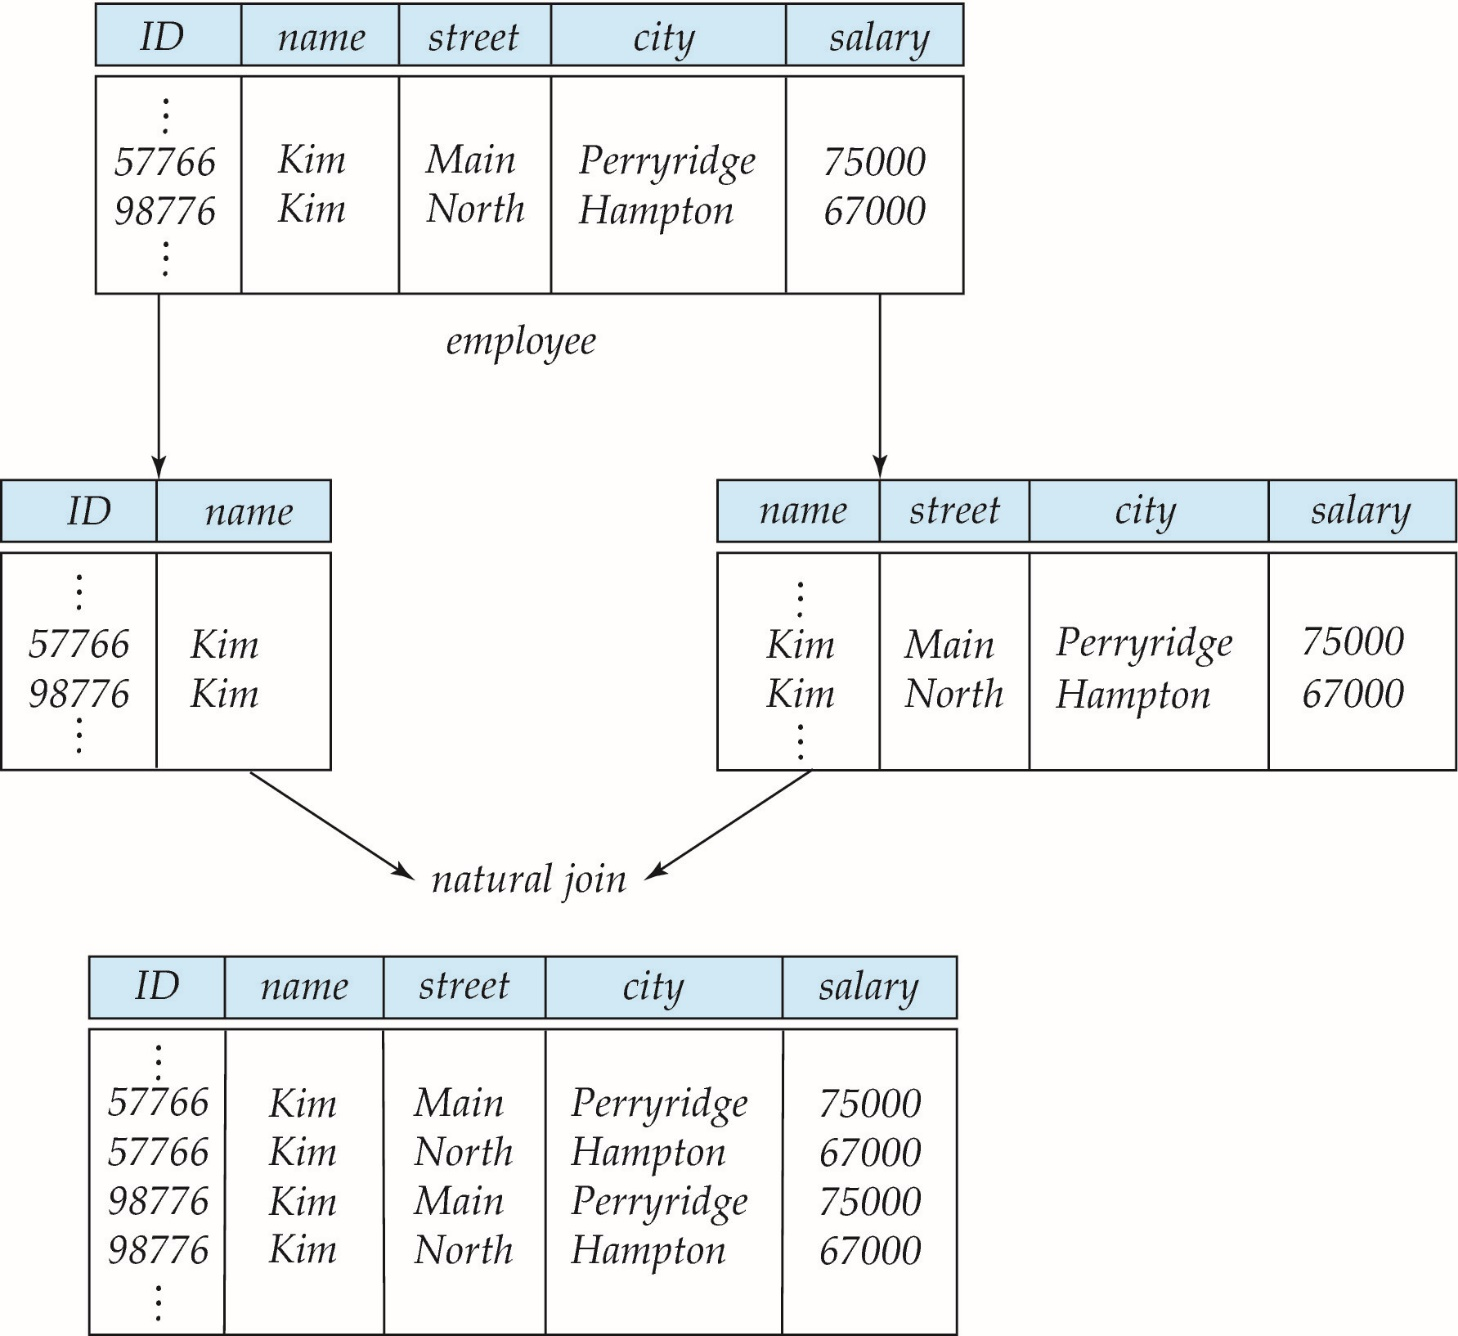 ID name street city salary
57766 Kim Main Perryridge 75000
98776 Kim North Hampton 67000
employee
ID name
57766 Kim
98776 Kim
name street city salary
Kim Main Perryridge 75000
Kim North Hampton 67000
natural join
ID name street city salary
57766 Kim Main Perryridge 75000
57766 Kim North Hampton 67000
98776 Kim Main Perryridge 75000
98776 Kim North Hampton 67000